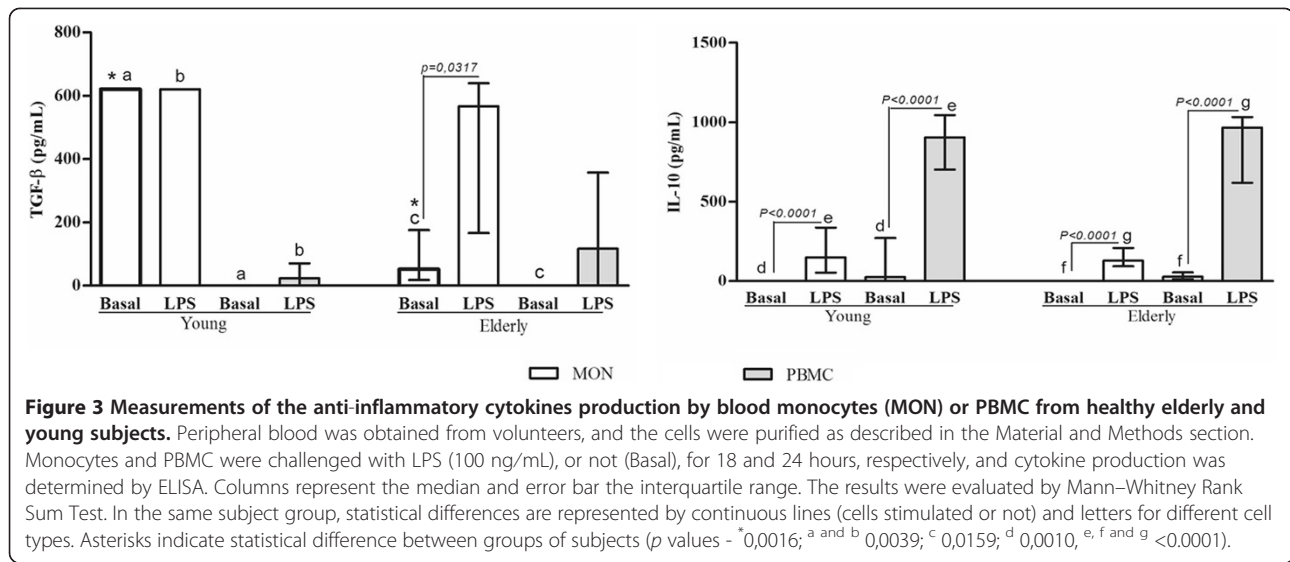 800
600
400
200
0
TGF-β (pg/mL)
* a
b
a
b
p=0,0317
*
c
c
Basal LPS Basal LPS Basal LPS Basal LPS
Young Elderly
1500
1000
500
0
IL-10 (pg/mL)
P<0.0001
d
e
P<0.0001
d
e
P<0.0001
f
g
P<0.0001
f
g
Basal LPS Basal LPS Basal LPS Basal LPS
Young Elderly
MON PBMC
Figure 3 Measurements of the anti-inflammatory cytokines production by blood monocytes (MON) or PBMC from healthy elderly and
young subjects. Peripheral blood was obtained from volunteers, and the cells were purified as described in the Material and Methods section.
Monocytes and PBMC were challenged with LPS (100 ng/mL), or not (Basal), for 18 and 24 hours, respectively, and cytokine production was
determined by ELISA. Columns represent the median and error bar the interquartile range. The results were evaluated by Mann–Whitney Rank
Sum Test. In the same subject group, statistical differences are represented by continuous lines (cells stimulated or not) and letters for different cell
types. Asterisks indicate statistical difference between groups of subjects (p values - *0,0016; a and b 0,0039; c 0,0159; d 0,0010, e, f and g <0.0001).